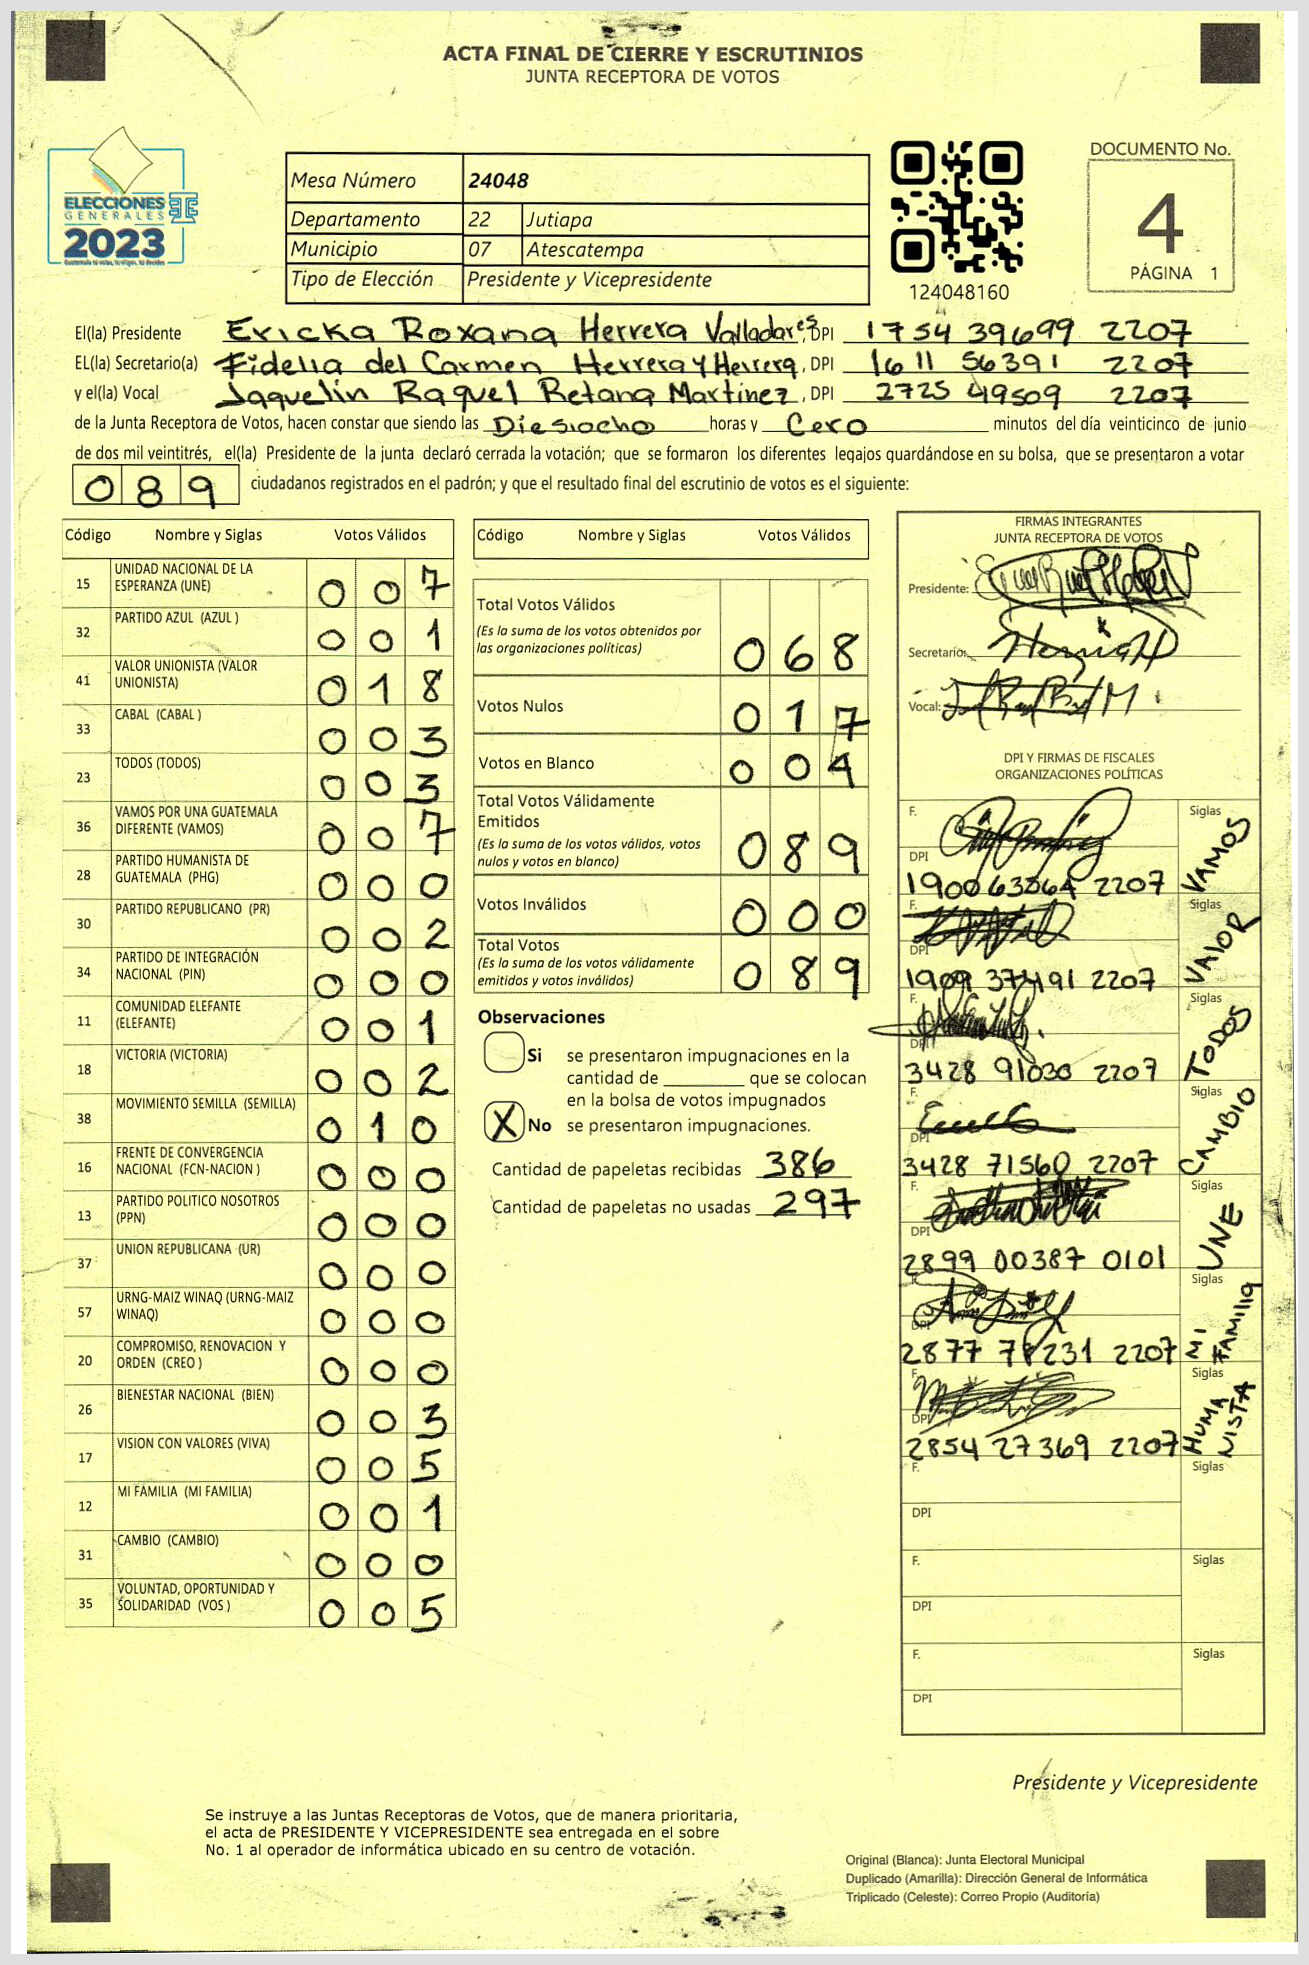 ACTA FINAL DE CIERRE Y ESCRUTINIOS
JUNTA RECEPTORA DE VOTOS
ELECCIONES
GENERALES
2023
Mesa Número 24048
Departamento 22 Jutiapa
Municipio 07 Atescatempa
Tipo de Elección Presidente y Vicepresidente
124048160
DOCUMENTO No.
4
PÁGINA 1
El(la) Presidente Ericka Roxana Herrera Valladares, DPI 1754 39699 2207
EL(la) Secretario(a) Fidelia del Carmen Herrera y Herrera, DPI 1611 56391 2207
y el(la) Vocal Jaquelin Raquel Retana Martinez, DPI 2725 49509 2207
de la Junta Receptora de Votos, hacen constar que siendo las Diesiocho horas y Cero minutos del día veinticinco de junio
de dos mil veintitrés, el(la) Presidente de la junta declaró cerrada la votación; que se formaron los diferentes legajos guardándose en su bolsa, que se presentaron a votar
089 ciudadanos registrados en el padrón; y que el resultado final del escrutinio de votos es el siguiente:
Código Nombre y Siglas Votos Válidos
15 UNIDAD NACIONAL DE LA ESPERANZA (UNE) 007
32 PARTIDO AZUL (AZUL ) 001
41 VALOR UNIONISTA (VALOR UNIONISTA) 018
33 CABAL (CABAL ) 003
23 TODOS (TODOS) 003
36 VAMOS POR UNA GUATEMALA DIFERENTE (VAMOS) 007
28 PARTIDO HUMANISTA DE GUATEMALA (PHG) 000
30 PARTIDO REPUBLICANO (PR) 002
34 PARTIDO DE INTEGRACIÓN NACIONAL (PIN) 000
11 COMUNIDAD ELEFANTE (ELEFANTE) 001
18 VICTORIA (VICTORIA) 002
38 MOVIMIENTO SEMILLA (SEMILLA) 010
16 FRENTE DE CONVERGENCIA NACIONAL (FCN-NACION ) 000
13 PARTIDO POLITICO NOSOTROS (PPN) 000
37 UNION REPUBLICANA (UR) 000
57 URNG-MAIZ WINAQ (URNG-MAIZ WINAQ) 000
20 COMPROMISO, RENOVACION Y ORDEN (CREO ) 000
26 BIENESTAR NACIONAL (BIEN) 003
17 VISION CON VALORES (VIVA) 005
12 MI FAMILIA (MI FAMILIA) 001
31 CAMBIO (CAMBIO) 000
35 VOLUNTAD, OPORTUNIDAD Y SOLIDARIDAD (VOS ) 005
Código Nombre y Siglas Votos Válidos
Total Votos Válidos
(Es la suma de los votos obtenidos por
las organizaciones políticas) 068
Votos Nulos 017
Votos en Blanco 004
Total Votos Válidamente
Emitidos
(Es la suma de los votos válidos, votos
nulos y votos en blanco) 089
Votos Inválidos 000
Total Votos
(Es la suma de los votos válidamente
emitidos y votos inválidos) 089
Observaciones
Si se presentaron impugnaciones en la
cantidad de ________ que se colocan
en la bolsa de votos impugnados
X No se presentaron impugnaciones.
Cantidad de papeletas recibidas 386
Cantidad de papeletas no usadas 297
FIRMAS INTEGRANTES
JUNTA RECEPTORA DE VOTOS
Presidente:
Secretario:
Vocal:
DPI Y FIRMAS DE FISCALES
ORGANIZACIONES POLÍTICAS
F. Siglas VAMOS
DPI 1900 63564 2207
F. Siglas VALOR
DPI 1909 37491 2207
F. Siglas TODOS
DPI 3428 91030 2207
F. Siglas CAMBIO
DPI 3428 71560 2207
F. Siglas UNE
DPI 2899 00387 0101
F. Siglas MI FAMILIA
DPI 2877 78231 2207
F. Siglas HUMANISTA
DPI 2854 27369 2207
F. Siglas
DPI
F. Siglas
DPI
F. Siglas
DPI
Presidente y Vicepresidente
Se instruye a las Juntas Receptoras de Votos, que de manera prioritaria,
el acta de PRESIDENTE Y VICEPRESIDENTE sea entregada en el sobre
No. 1 al operador de informática ubicado en su centro de votación.
Original (Blanca): Junta Electoral Municipal
Duplicado (Amarilla): Dirección General de Informática
Triplicado (Celeste): Correo Propio (Auditoría)